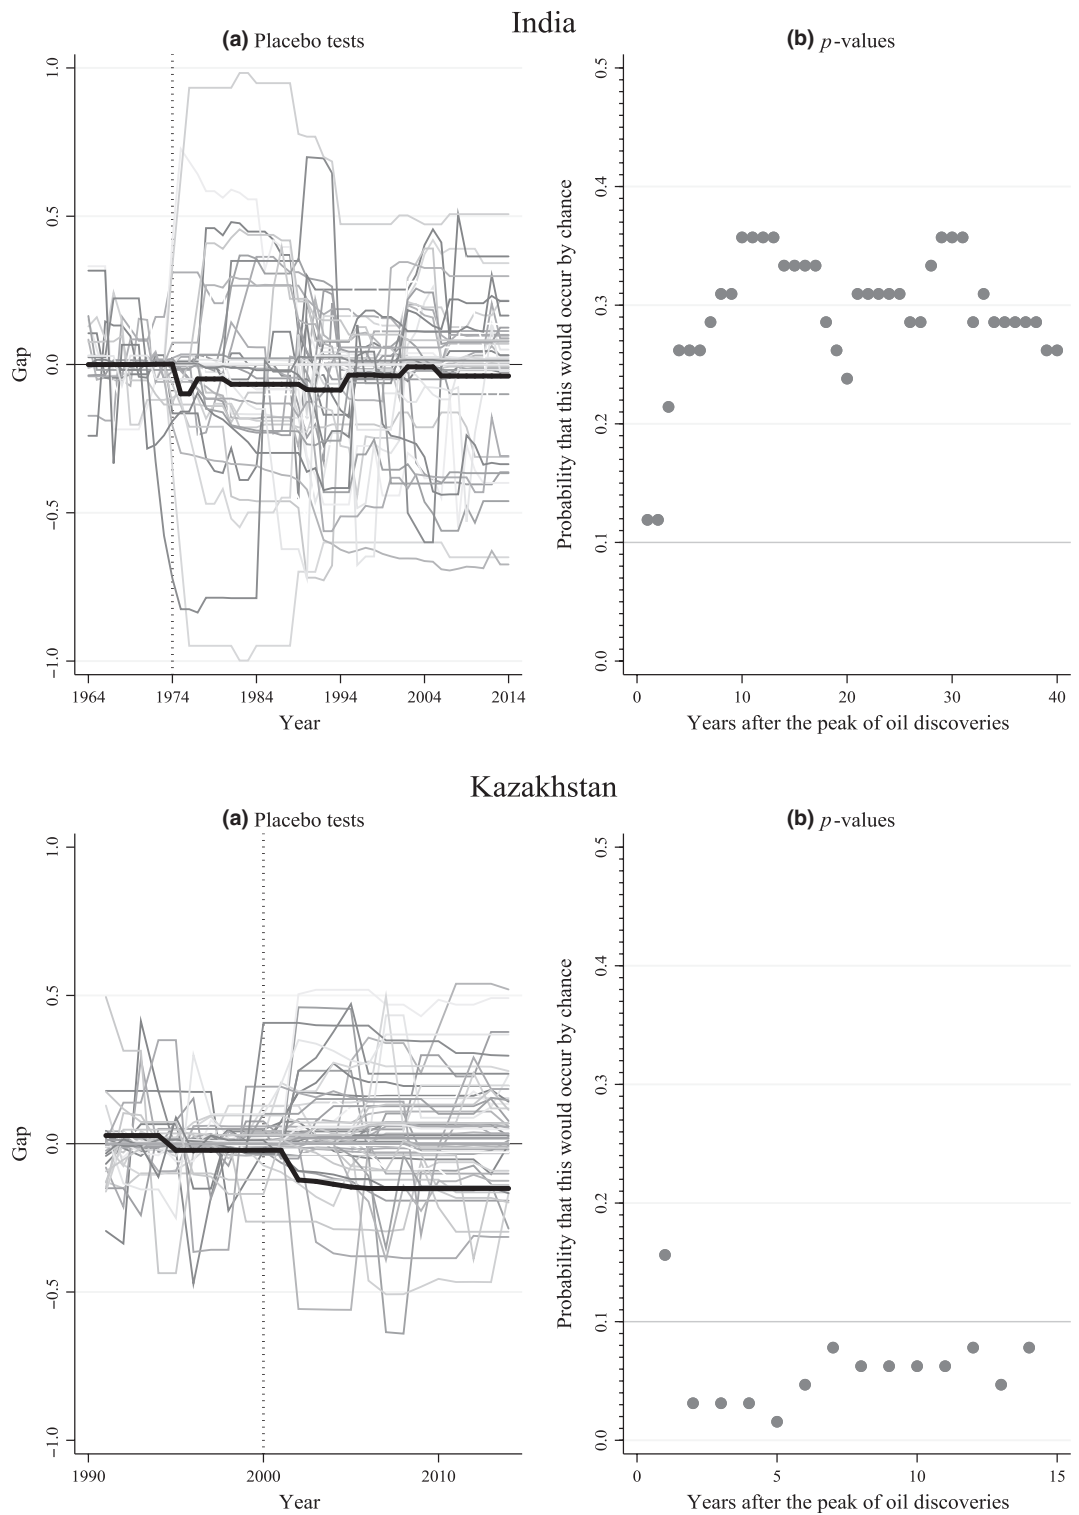 India
(a) Placebo tests
(b) p-values
1.0
0.5
0.0
−0.5
−1.0
Gap
1964 1974 1984 1994 2004 2014
Year
0.5
0.4
0.3
0.2
0.1
0.0
Probability that this would occur by chance
0 10 20 30 40
Years after the peak of oil discoveries
Kazakhstan
(a) Placebo tests
(b) p-values
1.0
0.5
0.0
−0.5
−1.0
Gap
1990 2000 2010
Year
0.5
0.4
0.3
0.2
0.1
0.0
Probability that this would occur by chance
0 5 10 15
Years after the peak of oil discoveries